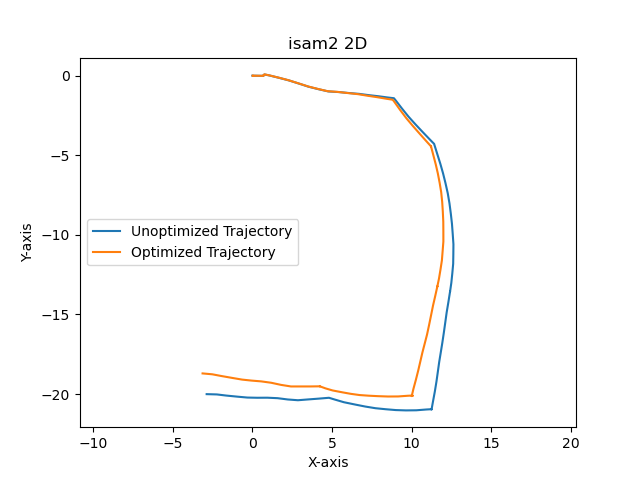 isam2 2D
0
−5
−10
−15
−20
Y-axis
Unoptimized Trajectory
Optimized Trajectory
−10
−5
0
5
10
15
20
X-axis